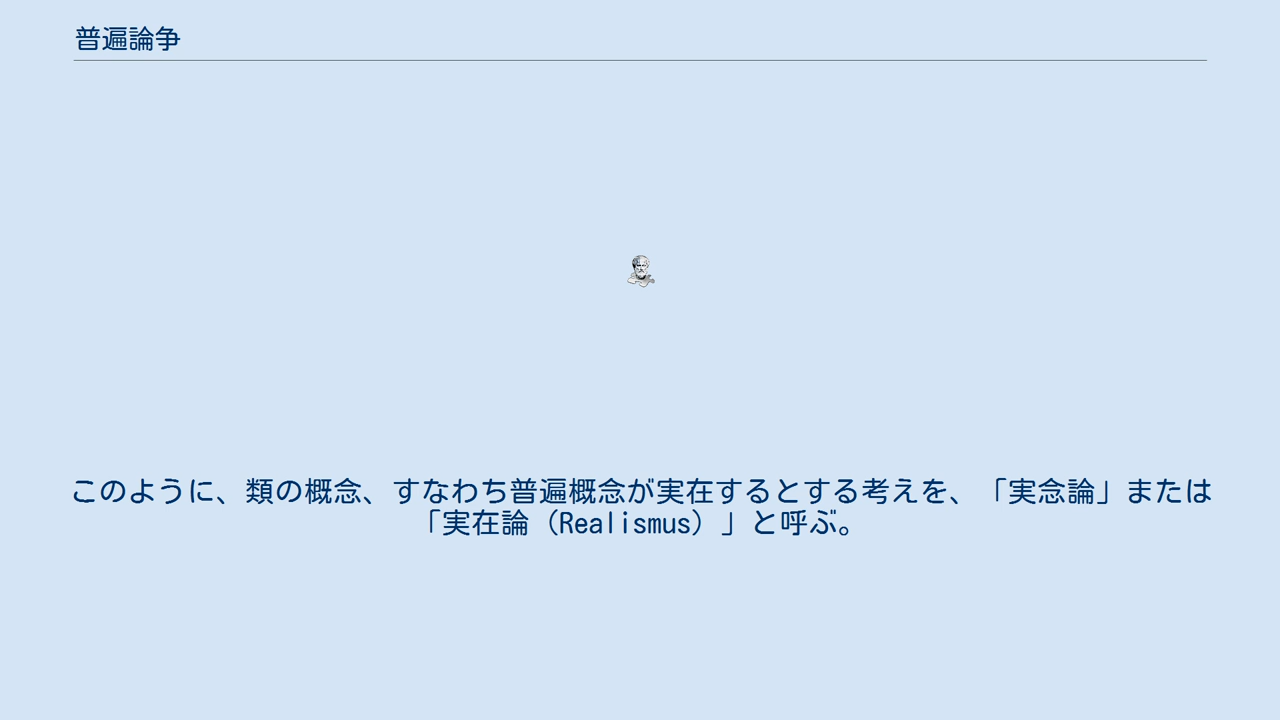 普遍論争
このように、類の概念、すなわち普遍概念が実在するとする考えを、「実念論」または
「実在論（Realismus）」と呼ぶ。